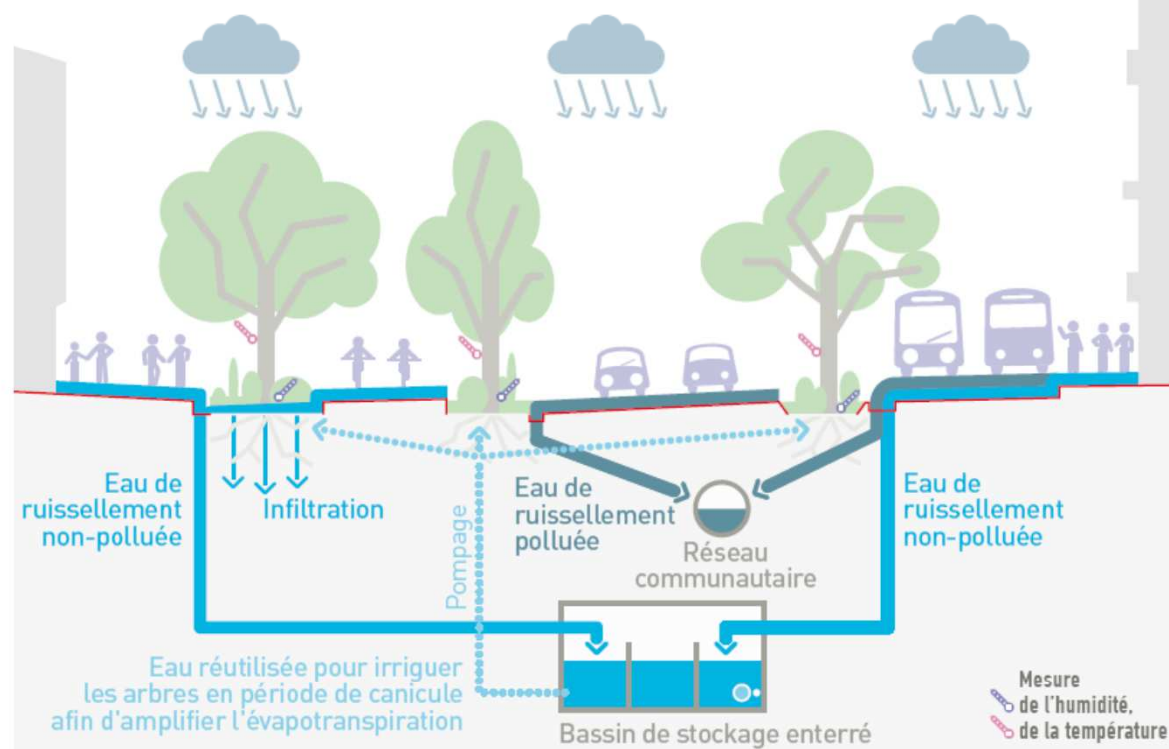 Eau de
ruissellement
non-polluée
Infiltration
Pompage
Eau de
ruissellement
polluée
Réseau
communautaire
Eau de
ruissellement
non-polluée
Eau réutilisée pour irriguer
les arbres en période de canicule
afin d'amplifier l'évapotranspiration
Bassin de stockage enterré
Mesure
de l'humidité,
de la température